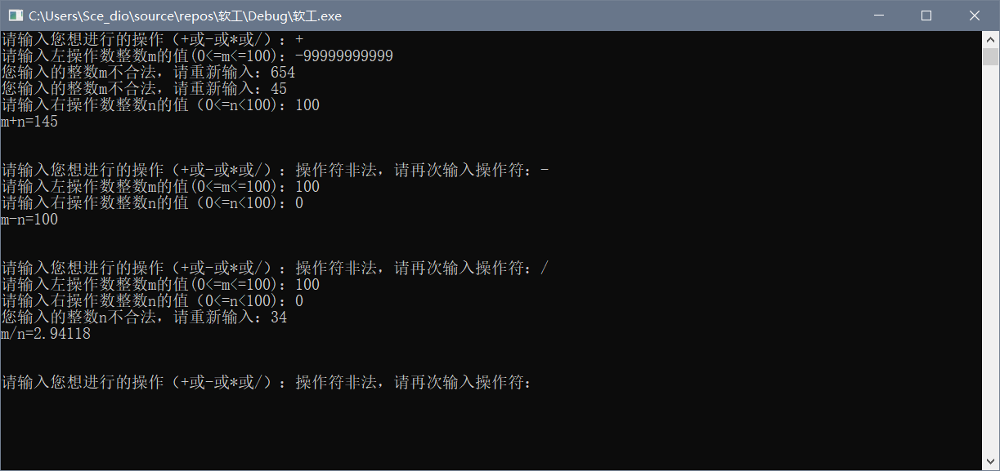 C:\Users\Sce_dio\source\repos\软工\Debug\软工.exe
请输入您想进行的操作（+或-或*或/）：+
请输入左操作数整数m的值(0<=m<=100)：-99999999999
您输入的整数m不合法，请重新输入：654
您输入的整数m不合法，请重新输入：45
请输入右操作数整数n的值（0<=n<100)：100
m+n=145
请输入您想进行的操作（+或-或*或/）：操作符非法，请再次输入操作符：-
请输入左操作数整数m的值(0<=m<=100)：100
请输入右操作数整数n的值（0<=n<100)：0
m-n=100
请输入您想进行的操作（+或-或*或/）：操作符非法，请再次输入操作符：/
请输入左操作数整数m的值(0<=m<=100)：100
请输入右操作数整数n的值（0<=n<100)：0
您输入的整数n不合法，请重新输入：34
m/n=2.94118
请输入您想进行的操作（+或-或*或/）：操作符非法，请再次输入操作符：